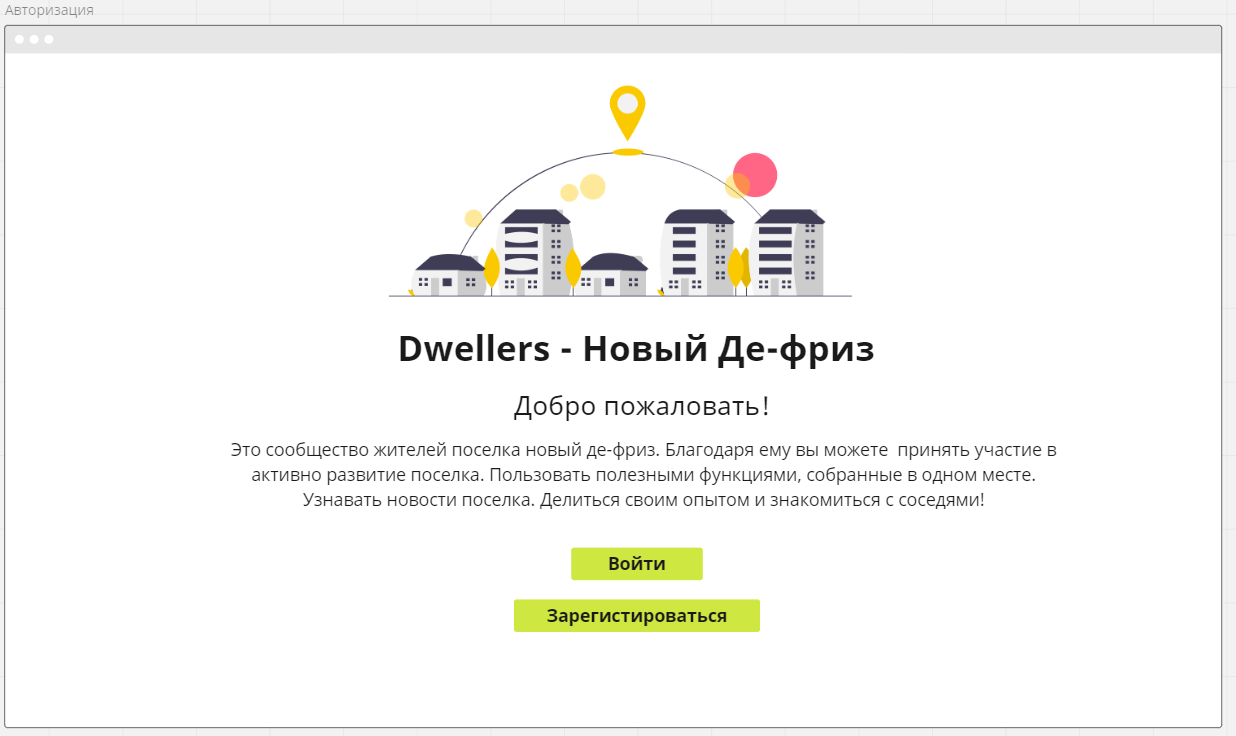 Авторизация
Dwellers - Новый Де-фриз
Добро пожаловать!
Это сообщество жителей поселка новый де-фриз. Благодаря ему вы можете  принять участие в
активно развитие поселка. Пользовать полезными функциями, собранные в одном месте.
Узнавать новости поселка. Делиться своим опытом и знакомиться с соседями!
Войти
Зарегистироваться